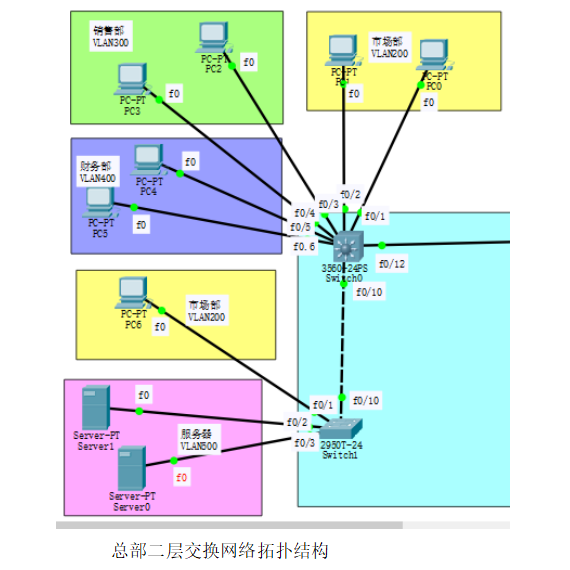 销售部
VLAN300
PC-PT
PC2
f0
PC-PT
PC3
f0
市场部
VLAN200
PC-PT
f0
PC-PT
PC0
f0
财务部
VLAN400
PC-PT
PC4
f0
PC-PT
PC5
f0
f0/2
f0/3
f0/1
f0/4
f0/5
f0.6
3560-24PS
Switch0
f0/12
f0/10
市场部
VLAN200
PC-PT
PC6
f0
f0/10
f0/1
f0/2
f0/3
2950T-24
Switch1
服务器
VLAN500
f0
Server-PT
Server1
f0
Server-PT
Server0
总部二层交换网络拓扑结构